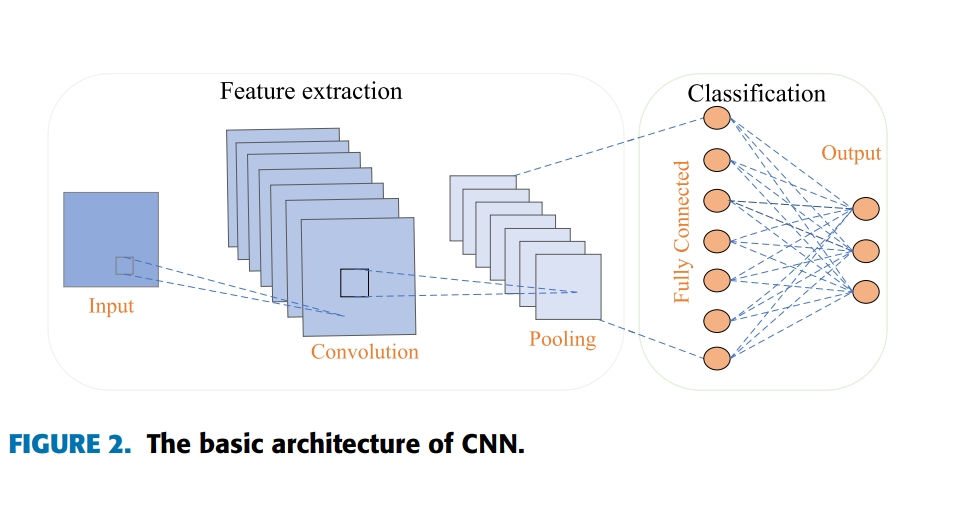 Feature extraction
Classification
Input
Convolution
Pooling
Fully Connected
Output
FIGURE 2. The basic architecture of CNN.